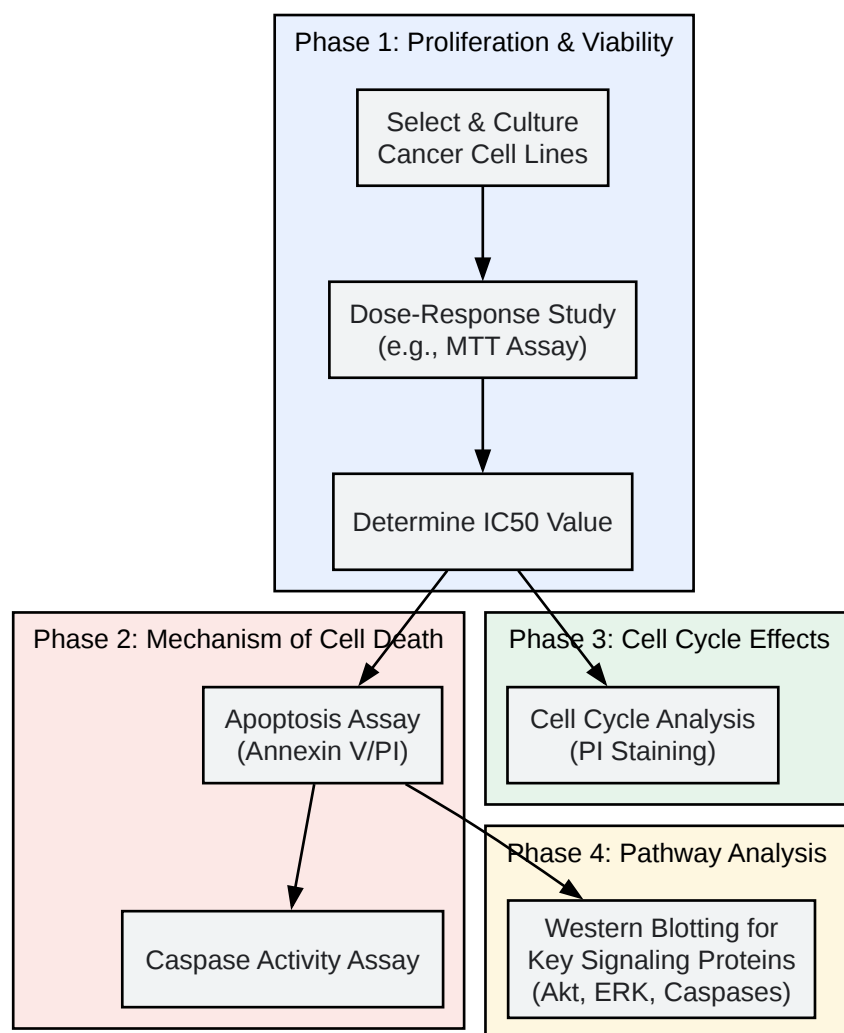 Phase 1: Proliferation & Viability
Select & Culture
Cancer Cell Lines
Dose-Response Study
(e.g., MTT Assay)
Determine IC50 Value
Phase 2: Mechanism of Cell Death
Apoptosis Assay
(Annexin V/PI)
Caspase Activity Assay
Phase 3: Cell Cycle Effects
Cell Cycle Analysis
(PI Staining)
Phase 4: Pathway Analysis
Western Blotting for
Key Signaling Proteins
(Akt, ERK, Caspases)